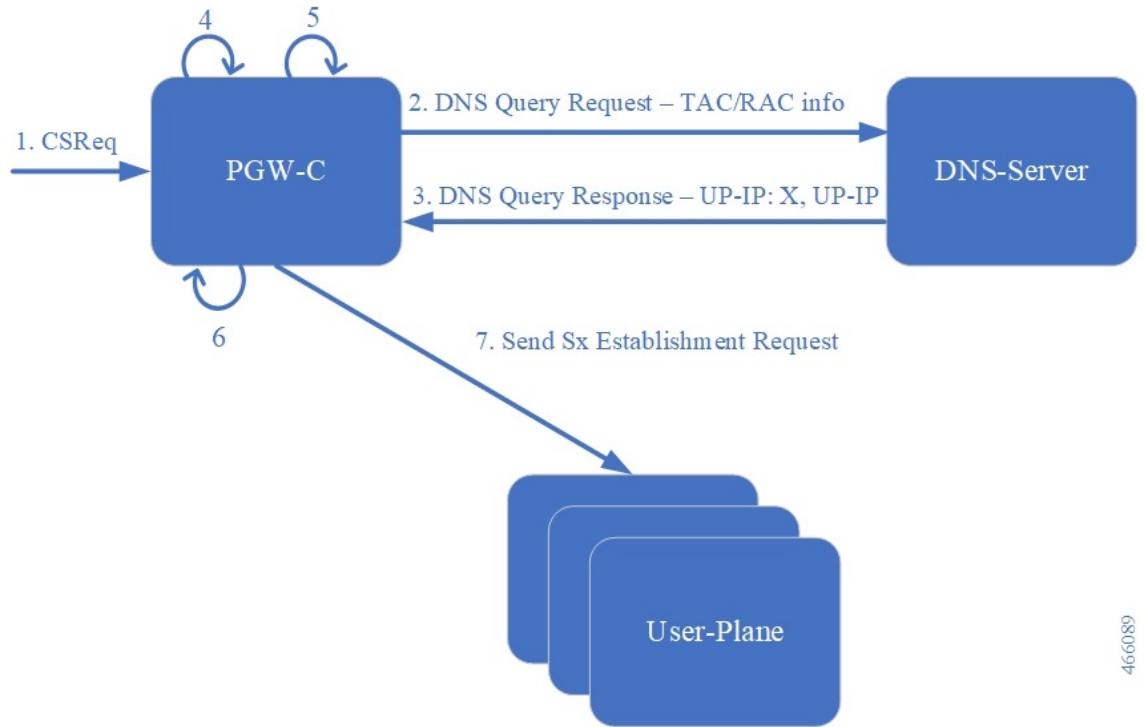 4
5
2. DNS Query Request – TAC/RAC info
1. CSReq
PGW-C
DNS-Server
3. DNS Query Response – UP-IP: X, UP-IP
6
7. Send Sx Establishment Request
User-Plane
466089